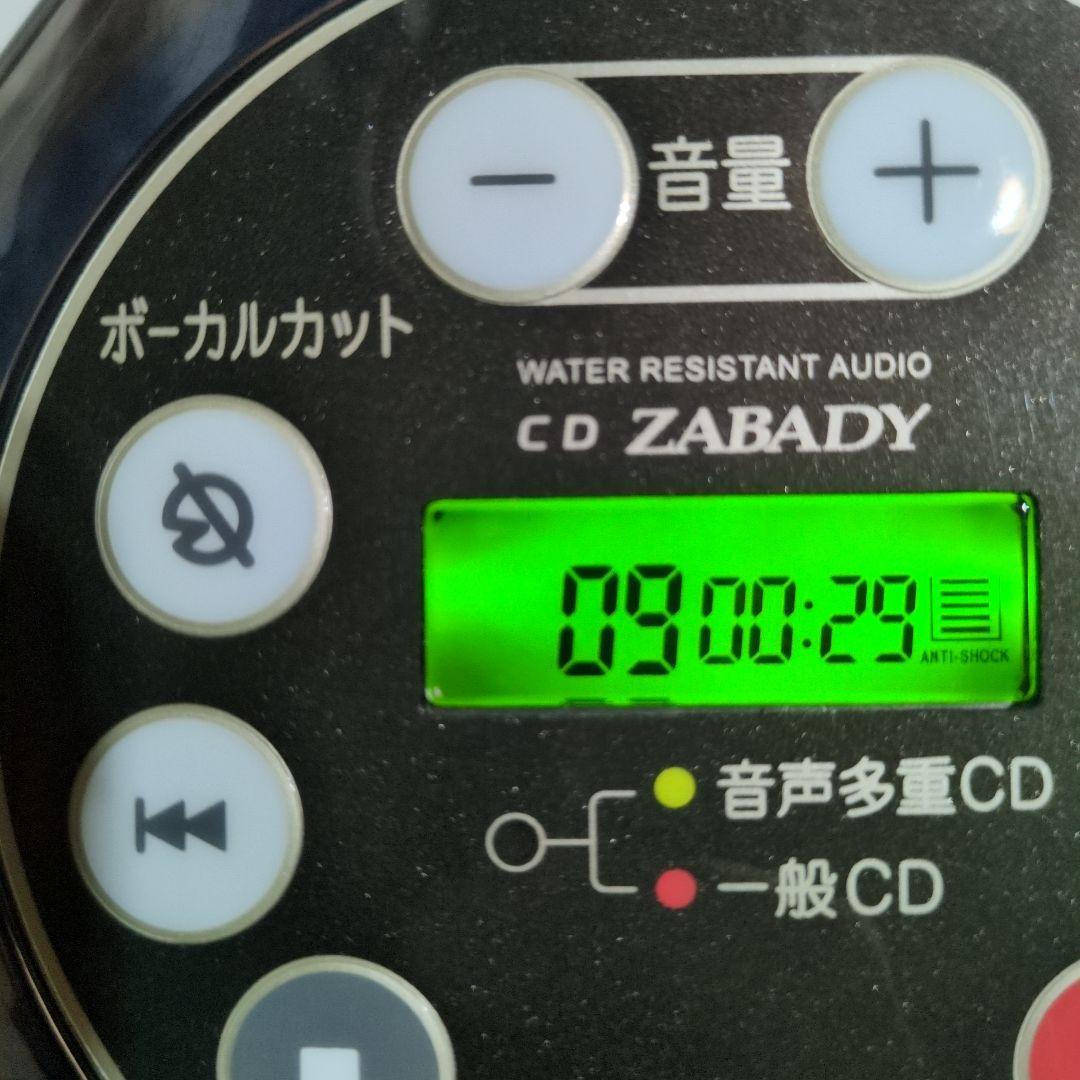 − 音量 +
ボーカルカット
WATER RESISTANT AUDIO
CD ZABADY
09 00:29
ANTI-SHOCK
音声多重CD
一般CD